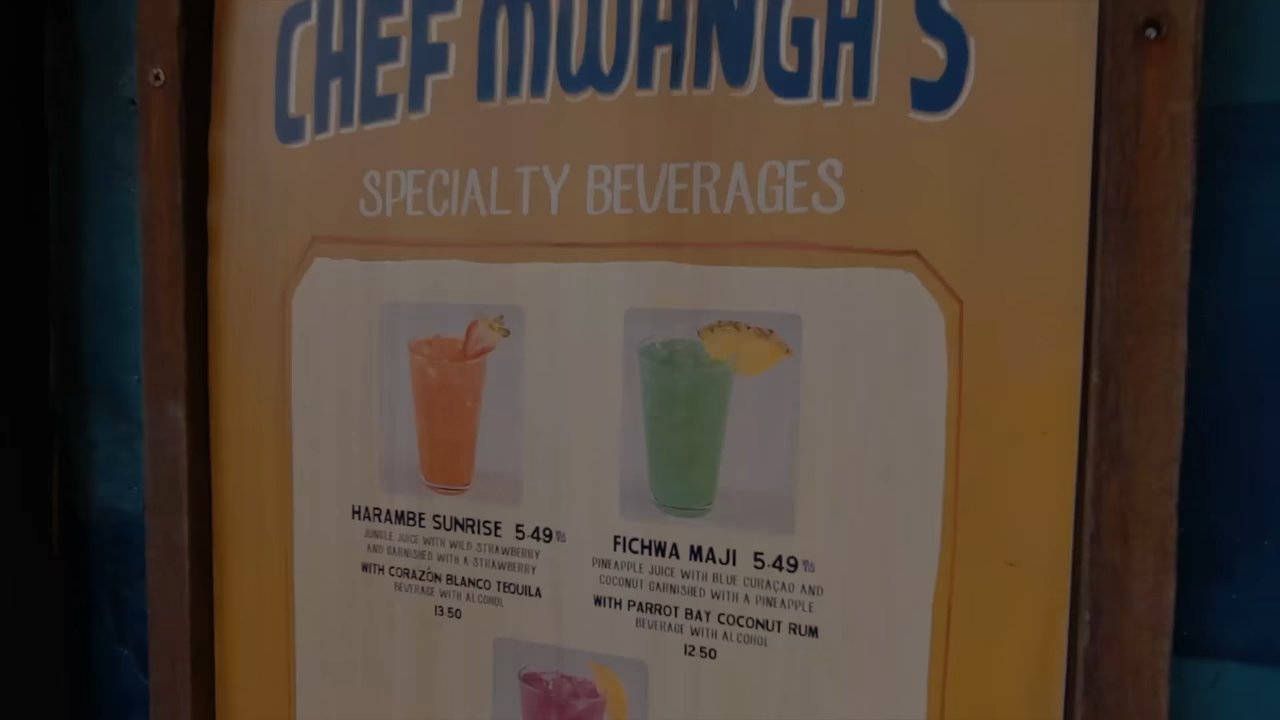 CHEF MWANGA'S
SPECIALTY BEVERAGES
HARAMBE SUNRISE 5.49
JUNGLE JUICE WITH WILD STRAWBERRY
AND GARNISHED WITH A STRAWBERRY
WITH CORAZÓN BLANCO TEQUILA
BEVERAGE WITH ALCOHOL
13.50
FICHWA MAJI 5.49
PINEAPPLE JUICE WITH BLUE CURAÇAO AND
COCONUT GARNISHED WITH A PINEAPPLE
WITH PARROT BAY COCONUT RUM
BEVERAGE WITH ALCOHOL
12.50